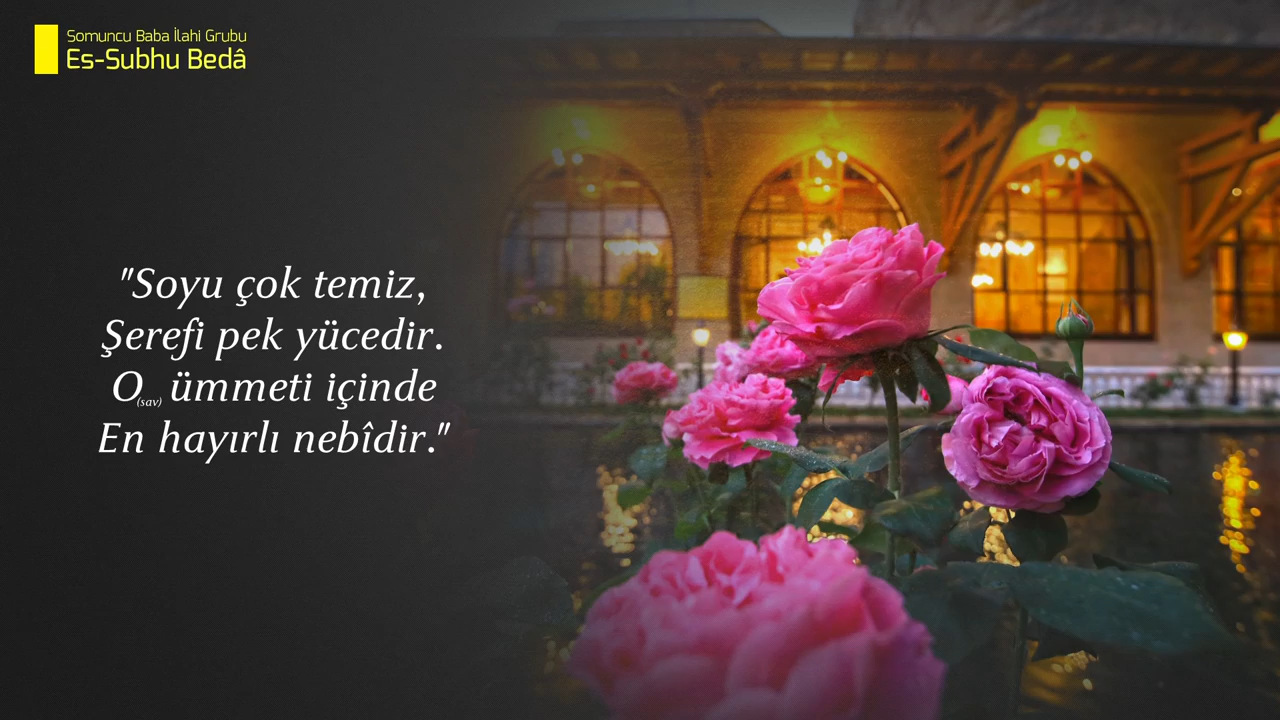 Somuncu Baba İlahi Grubu
Es-Subhu Bedâ
"Soyu çok temiz,
Şerefi pek yücedir.
O(sav) ümmeti içinde
En hayırlı nebîdir."